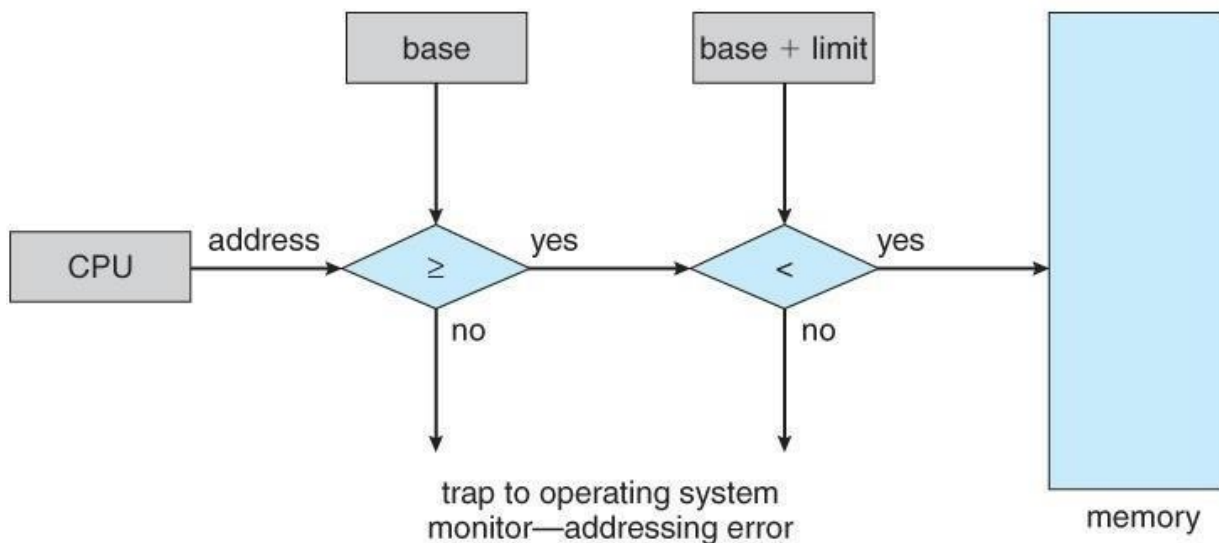 base
base + limit
address
yes
yes
CPU
≥
<
no
no
trap to operating system
monitor—addressing error
memory